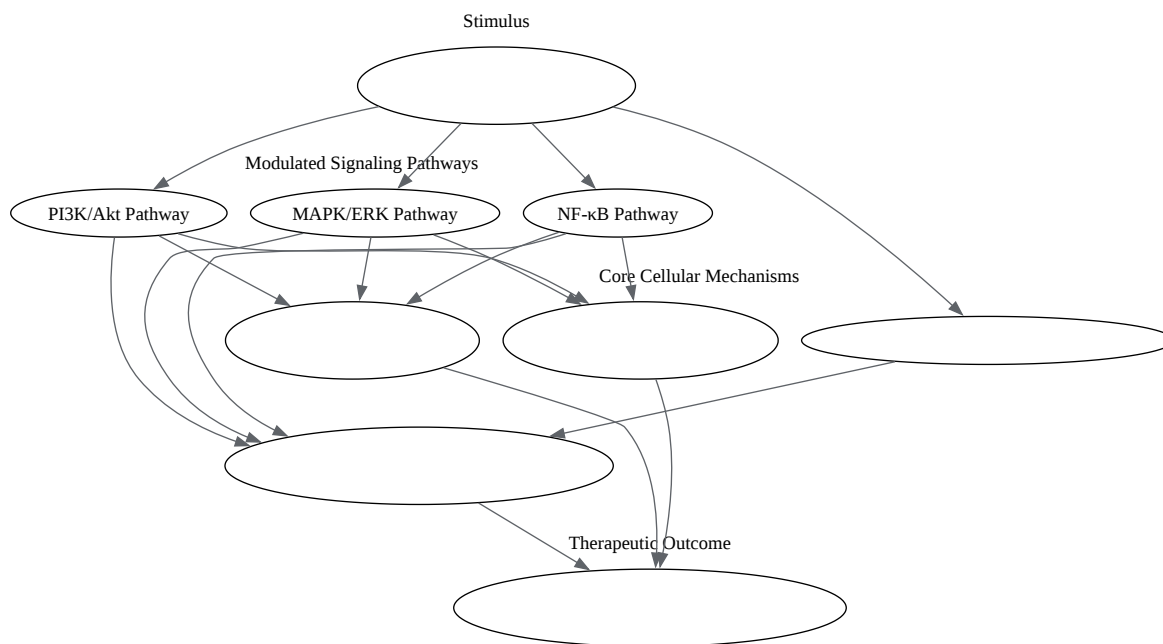 Stimulus
Modulated Signaling Pathways
PI3K/Akt Pathway
MAPK/ERK Pathway
NF-κB Pathway
Core Cellular Mechanisms
Therapeutic Outcome